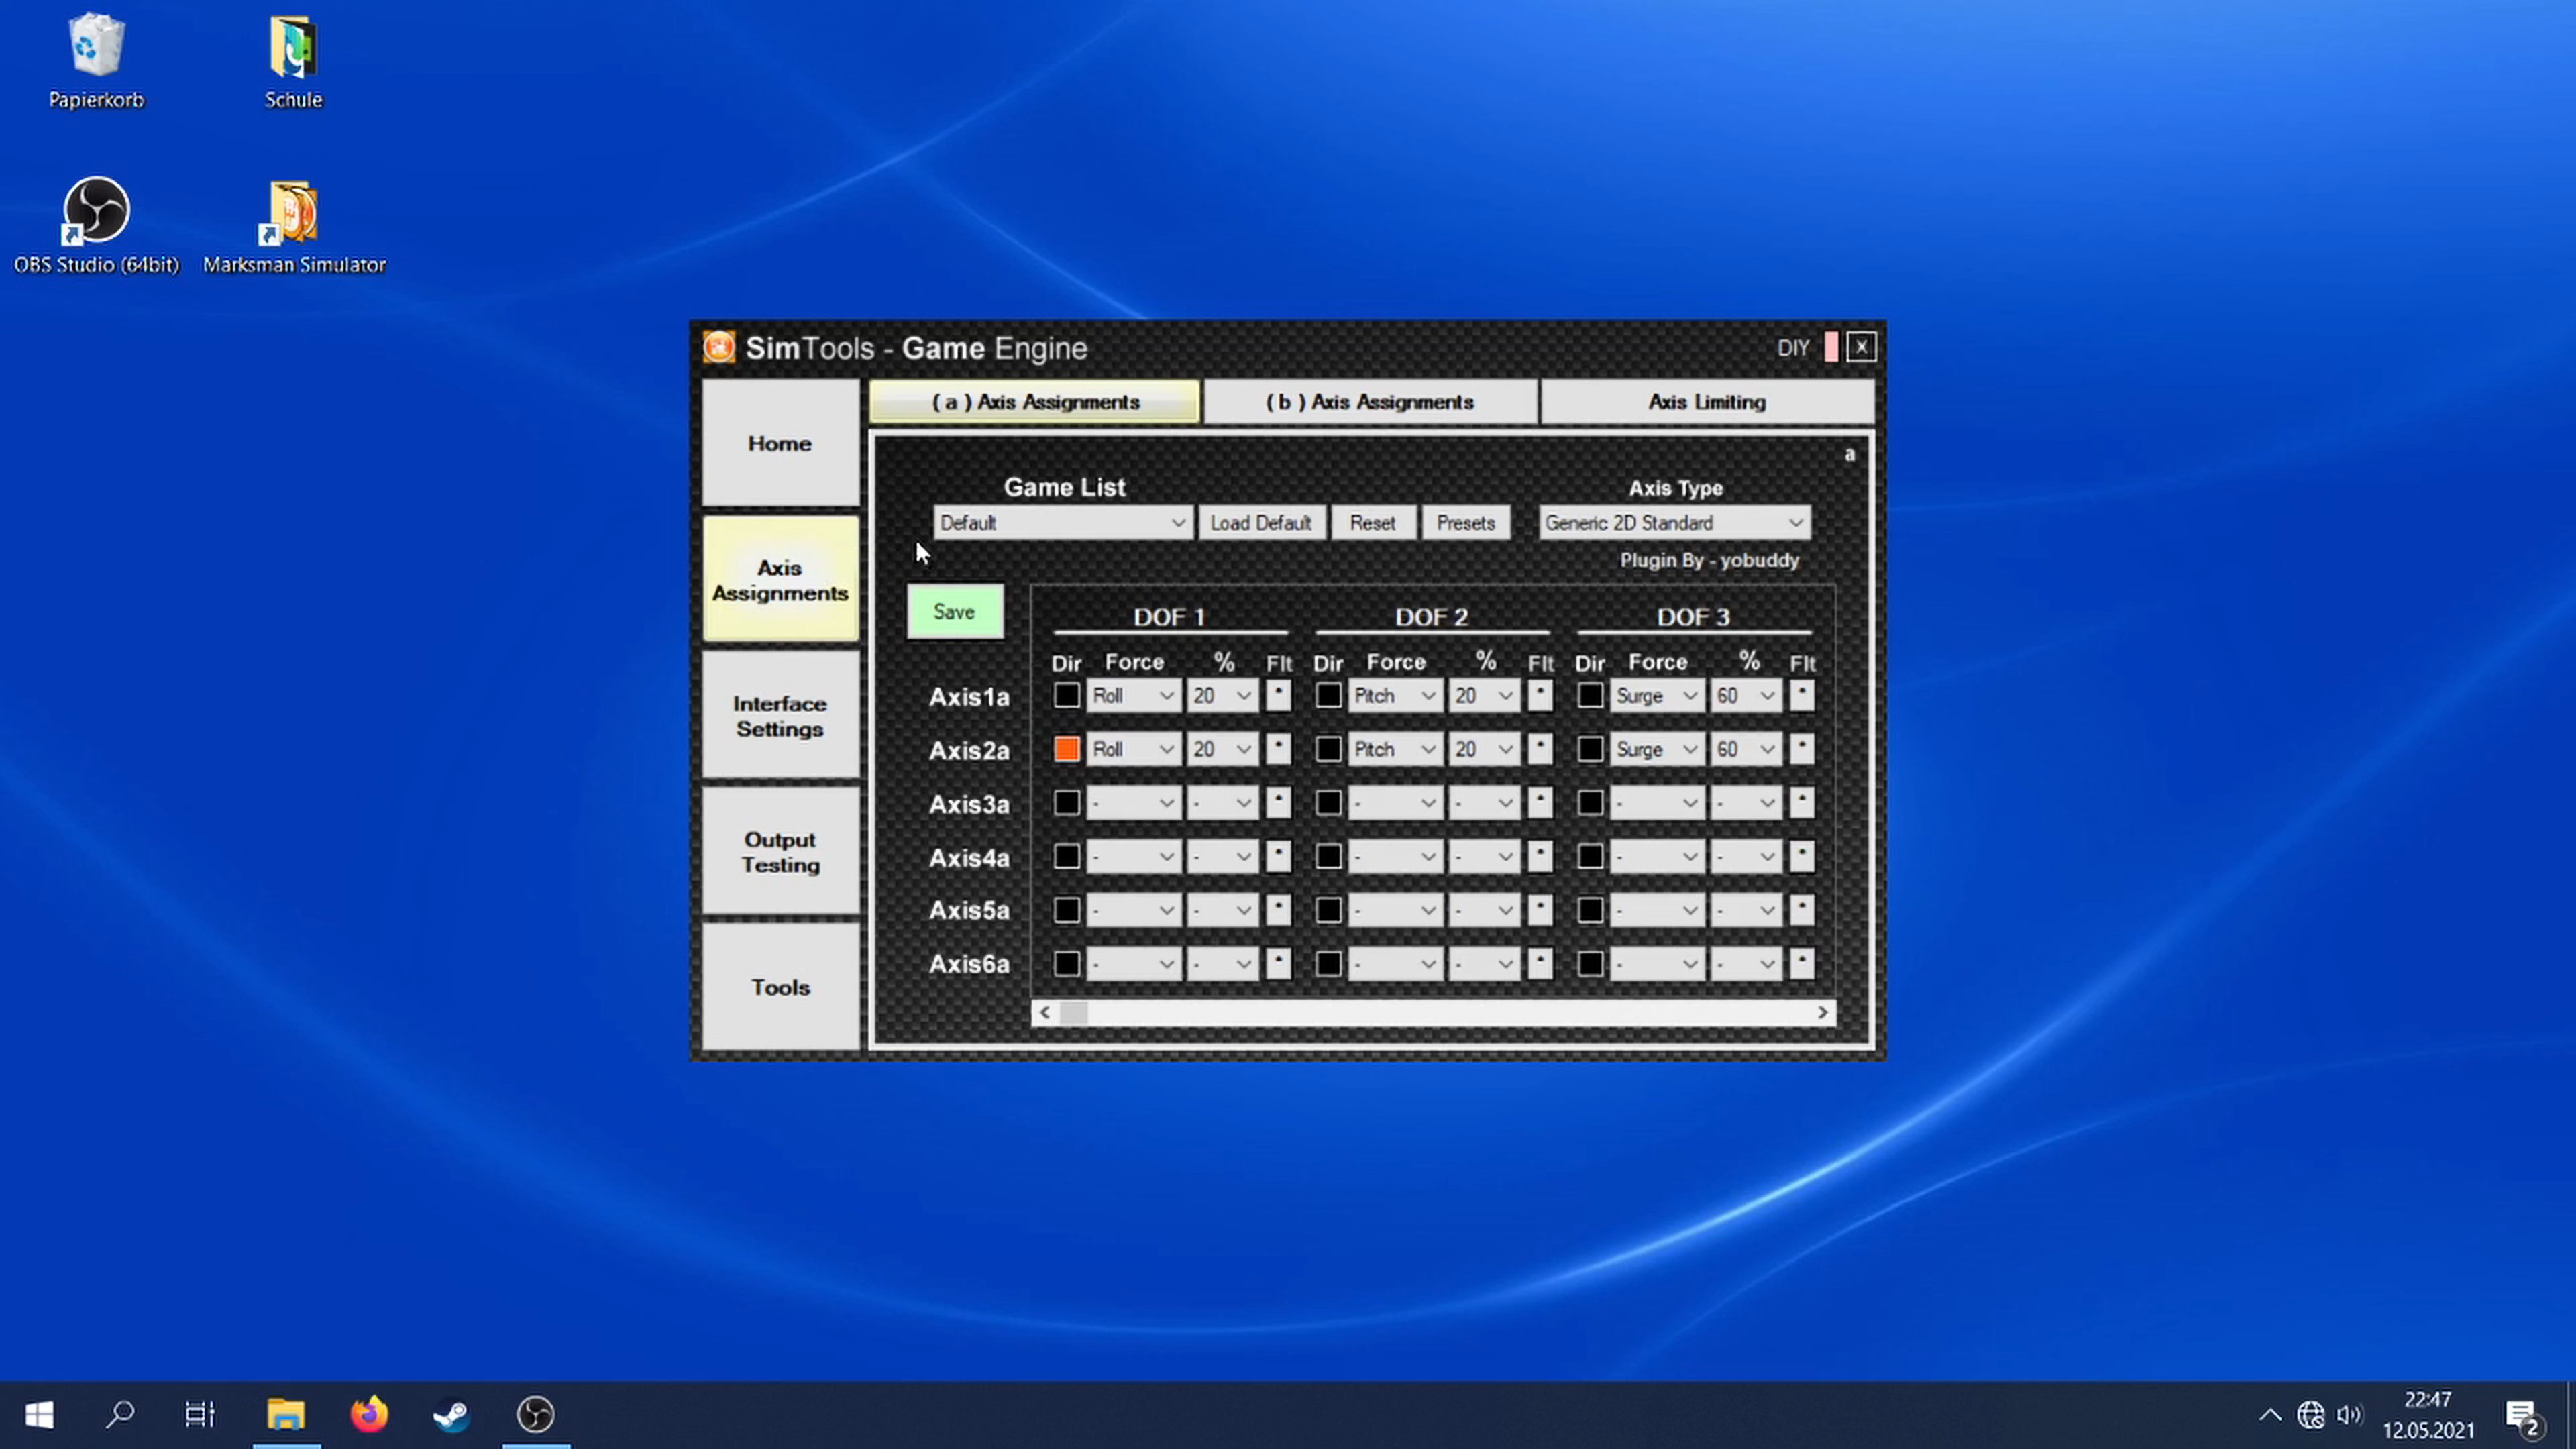 Papierkorb
Schule
OBS Studio (64bit)
Marksman Simulator
SimTools - Game Engine
DIY
x
Home
Axis Assignments
Interface Settings
Output Testing
Tools
( a ) Axis Assignments
( b ) Axis Assignments
Axis Limiting
a
Game List
Axis Type
Default
Load Default
Reset
Presets
Generic 2D Standard
Plugin By - yobuddy
Save
DOF 1
DOF 2
DOF 3
Dir Force % Flt Dir Force % Flt Dir Force % Flt
Axis1a Roll 20 * Pitch 20 * Surge 60 *
Axis2a Roll 20 * Pitch 20 * Surge 60 *
Axis3a - - * - - * - - *
Axis4a - - * - - * - - *
Axis5a - - * - - * - - *
Axis6a - - * - - * - - *
22:47
12.05.2021
2